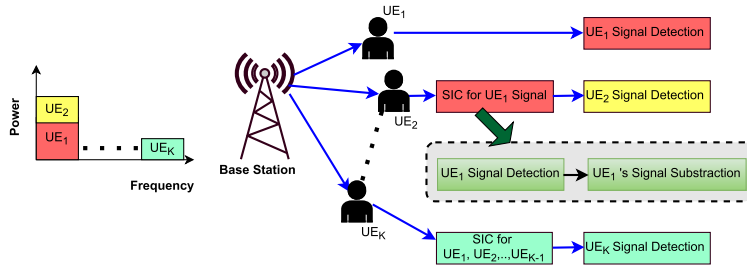 Power
UE2
UE1
UEK
Frequency
Base Station
UE1
UE2
UEK
UE1 Signal Detection
SIC for UE1 Signal
UE2 Signal Detection
UE1 Signal Detection
UE1 's Signal Substraction
SIC for
UE1, UE2,..,UEK-1
UEK Signal Detection